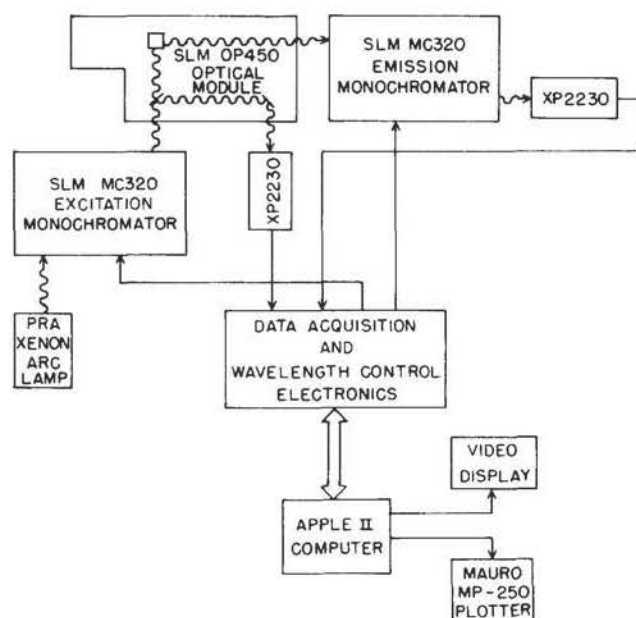 SLM OP450
OPTICAL
MODULE
SLM MC320
EMISSION
MONOCHROMATOR
XP2230
SLM MC320
EXCITATION
MONOCHROMATOR
XP2230
PRA
XENON
ARC
LAMP
DATA ACQUISITION
AND
WAVELENGTH CONTROL
ELECTRONICS
VIDEO
DISPLAY
APPLE II
COMPUTER
MAURO
MP-250
PLOTTER